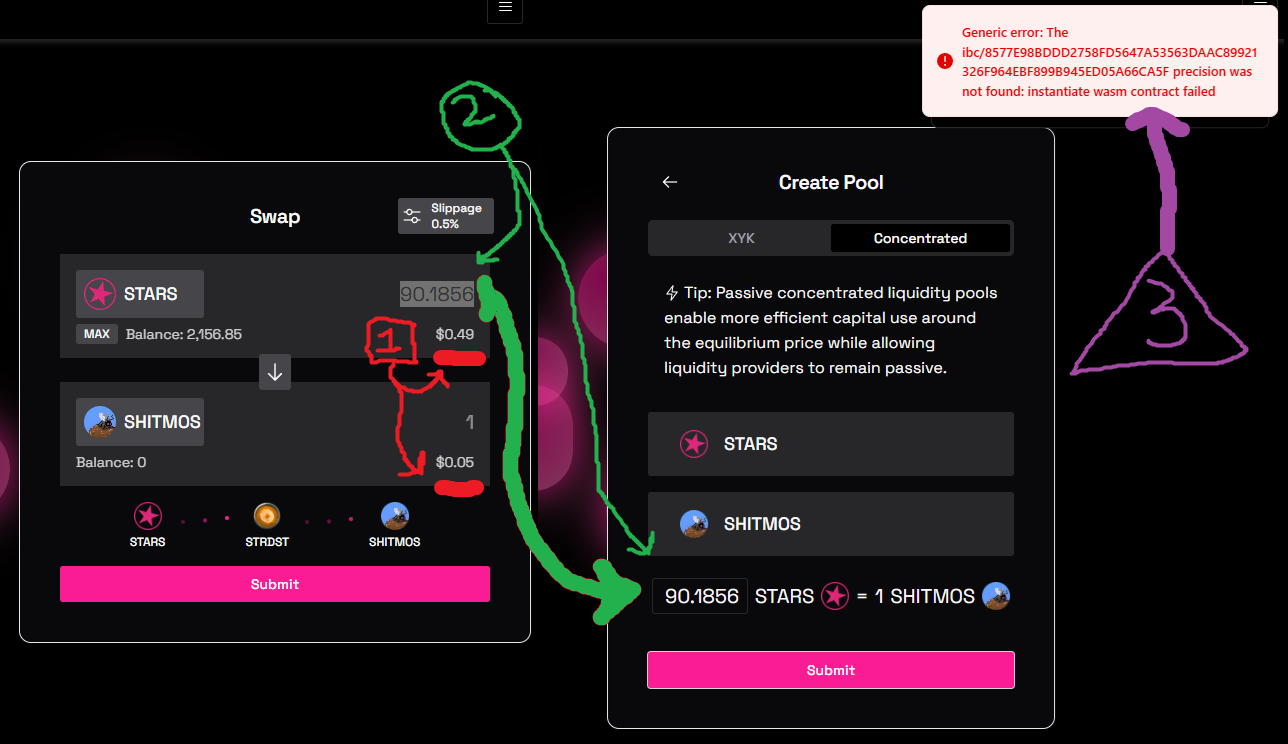 Generic error: The
ibc/8577E98BDDD2758FD5647A53563DAAC89921
326F964EBF899B945ED05A66CA5F precision was
not found: instantiate wasm contract failed
2
Swap
Slippage
0.5%
STARS
90.1856
MAX
Balance: 2,156.85
$0.49
1
SHITMOS
1
Balance: 0
$0.05
STARS
STRDST
SHITMOS
Submit
Create Pool
XYK
Concentrated
Tip: Passive concentrated liquidity pools
enable more efficient capital use around
the equilibrium price while allowing
liquidity providers to remain passive.
STARS
SHITMOS
90.1856 STARS = 1 SHITMOS
Submit
3